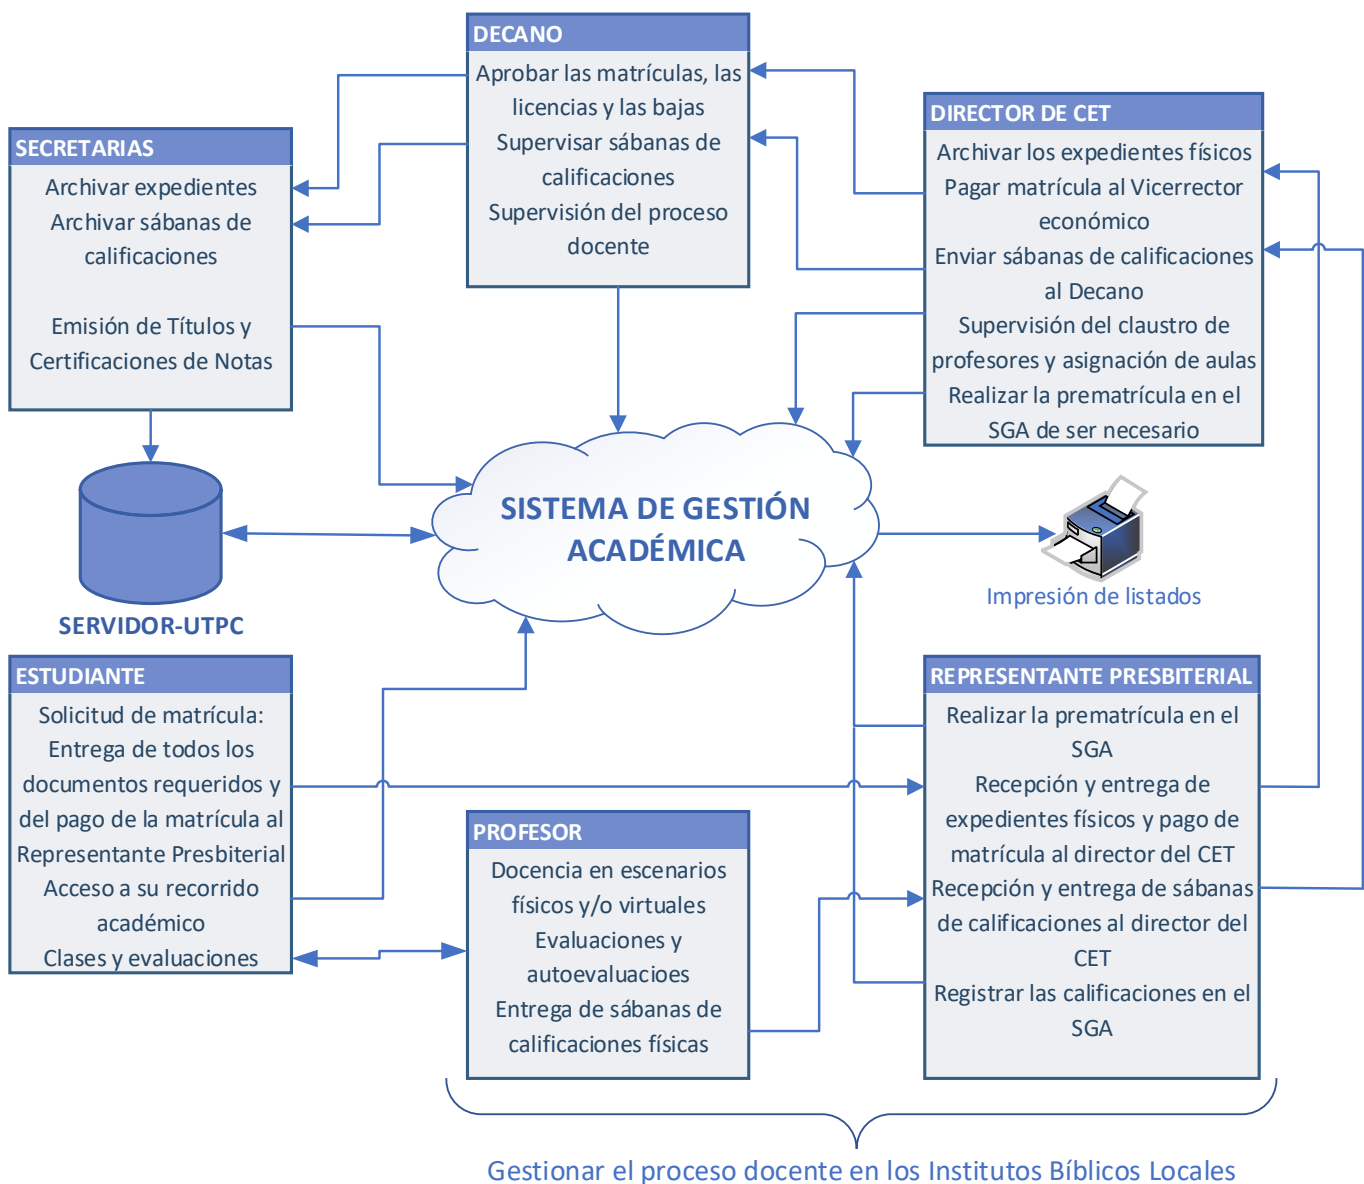 DECANO
Aprobar las matrículas, las
licencias y las bajas
Supervisar sábanas de
calificaciones
Supervisión del proceso
docente
DIRECTOR DE CET
Archivar los expedientes físicos
Pagar matrícula al Vicerrector
económico
Enviar sábanas de calificaciones
al Decano
Supervisión del claustro de
profesores y asignación de aulas
Realizar la prematrícula en el
SGA de ser necesario
SECRETARIAS
Archivar expedientes
Archivar sábanas de
calificaciones
Emisión de Títulos y
Certificaciones de Notas
SISTEMA DE GESTIÓN
ACADÉMICA
Impresión de listados
SERVIDOR-UTPC
ESTUDIANTE
Solicitud de matrícula:
Entrega de todos los
documentos requeridos y
del pago de la matrícula al
Representante Presbiterial
Acceso a su recorrido
académico
Clases y evaluaciones
PROFESOR
Docencia en escenarios
físicos y/o virtuales
Evaluaciones y
autoevaluacioes
Entrega de sábanas de
calificaciones físicas
REPRESENTANTE PRESBITERIAL
Realizar la prematrícula en el
SGA
Recepción y entrega de
expedientes físicos y pago de
matrícula al director del CET
Recepción y entrega de sábanas
de calificaciones al director del
CET
Registrar las calificaciones en el
SGA
Gestionar el proceso docente en los Institutos Bíblicos Locales